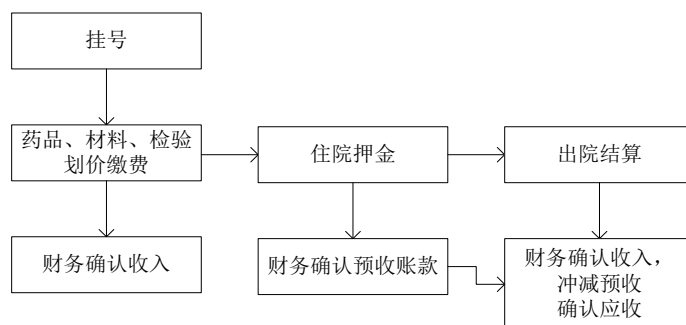 挂号
药品、材料、检验
划价缴费
住院押金
出院结算
财务确认收入
财务确认预收账款
财务确认收入，
冲减预收
确认应收